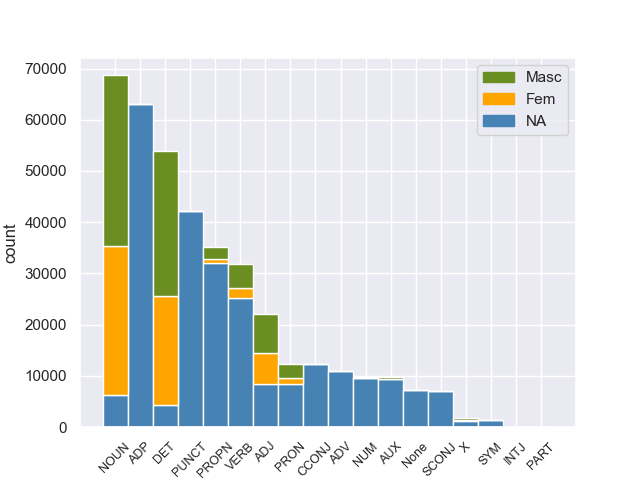 Masc
Fem
NA
70000
60000
50000
40000
30000
20000
10000
0
count
NOUN
ADP
DET
PUNCT
PROPN
VERB
ADJ
PRON
CCONJ
ADV
NUM
AUX
None
SCONJ
X
SYM
INTJ
PART